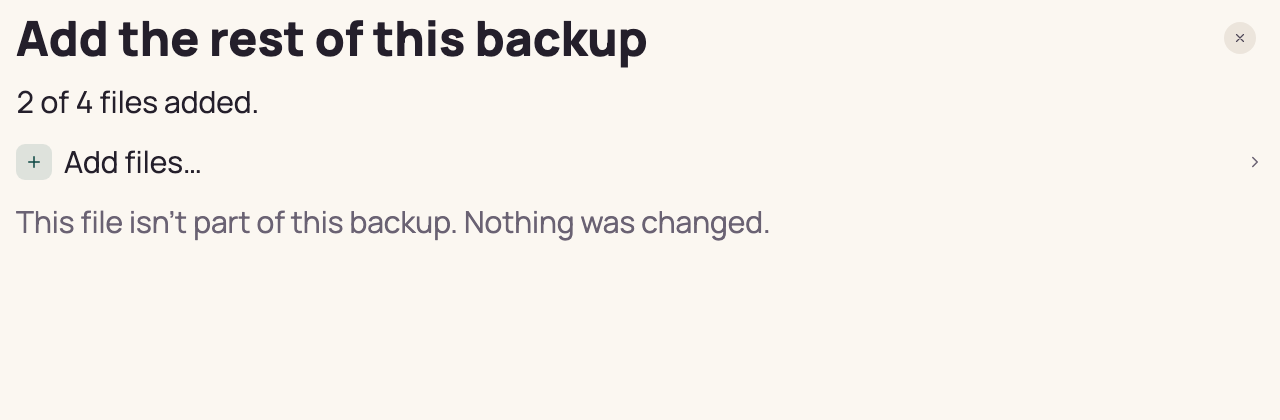 Add the rest of this backup
2 of 4 files added.
Add files…
This file isn’t part of this backup. Nothing was changed.